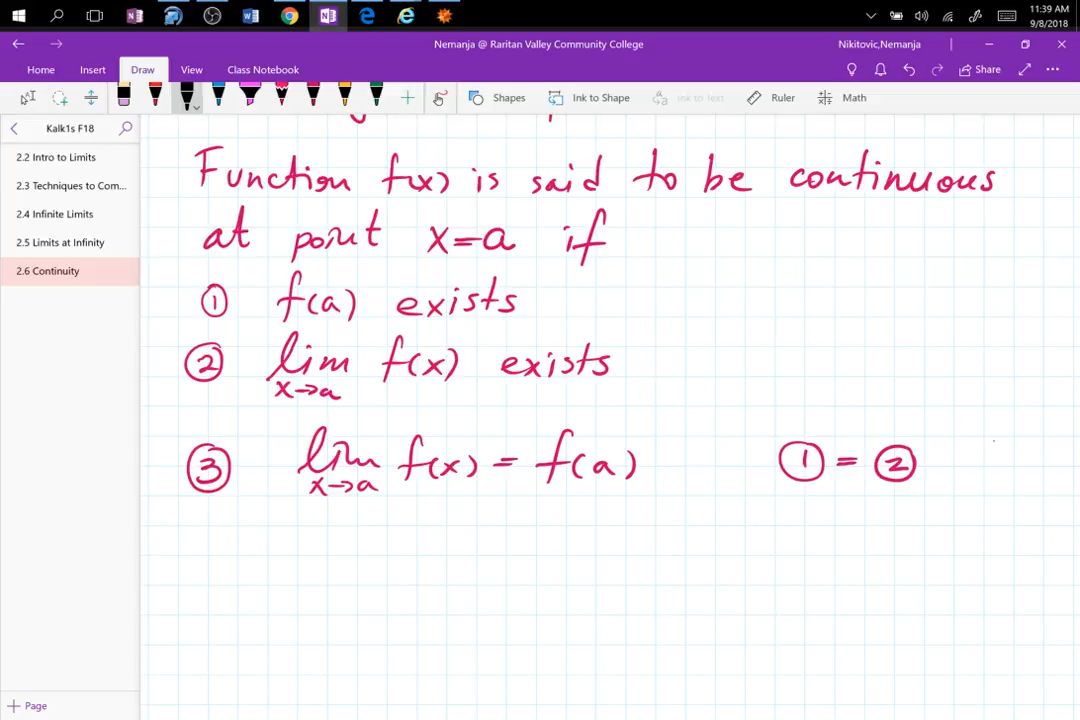 11:39 AM
9/8/2018
Nemanja @ Raritan Valley Community College
Nikitovic,Nemanja
Home Insert Draw View Class Notebook
Share
Shapes Ink to Shape Ink to Text Ruler Math
Kalk1s F18
2.2 Intro to Limits
2.3 Techniques to Com...
2.4 Infinite Limits
2.5 Limits at Infinity
2.6 Continuity
Function f(x) is said to be continuous
at point x=a if
① f(a) exists
② lim f(x) exists
x→a
③ lim f(x) = f(a) ① = ②
x→a
+ Page